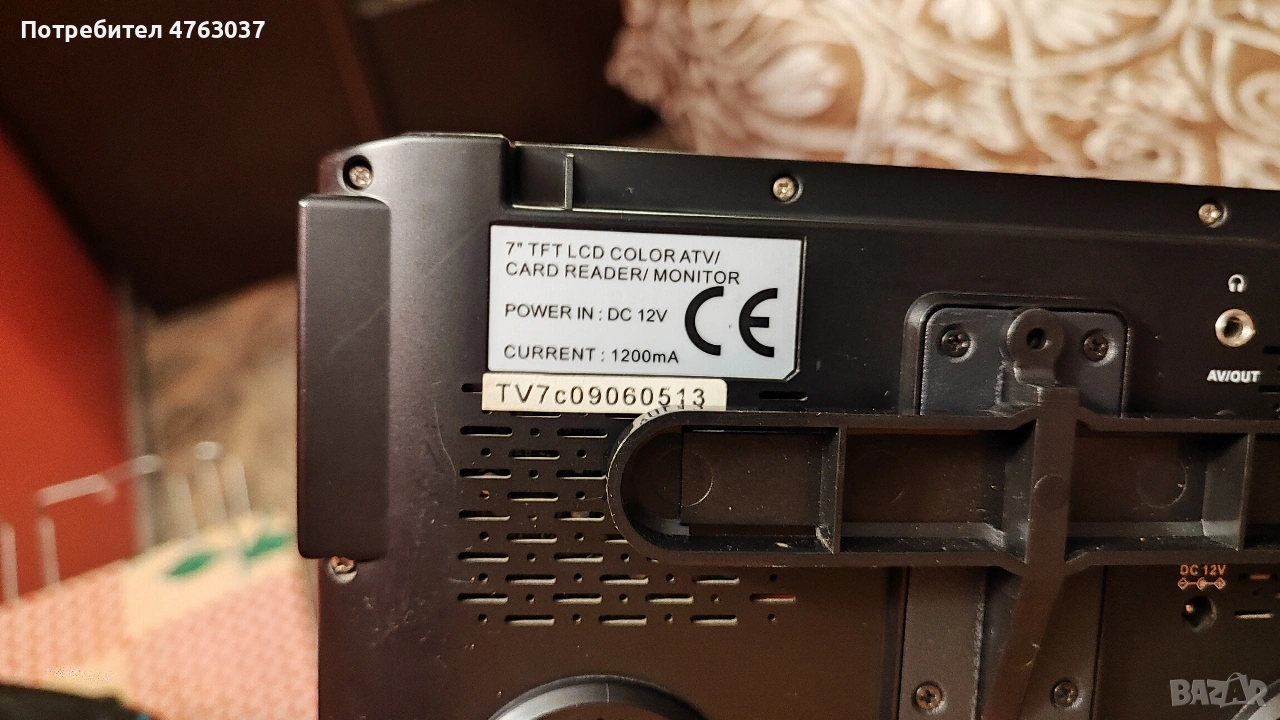 Потребител 4763037
7" TFT LCD COLOR ATV/
CARD READER/ MONITOR
POWER IN : DC 12V
CE
CURRENT : 1200mA
TV7c09060513
AV/OUT
DC 12V
BAZAR